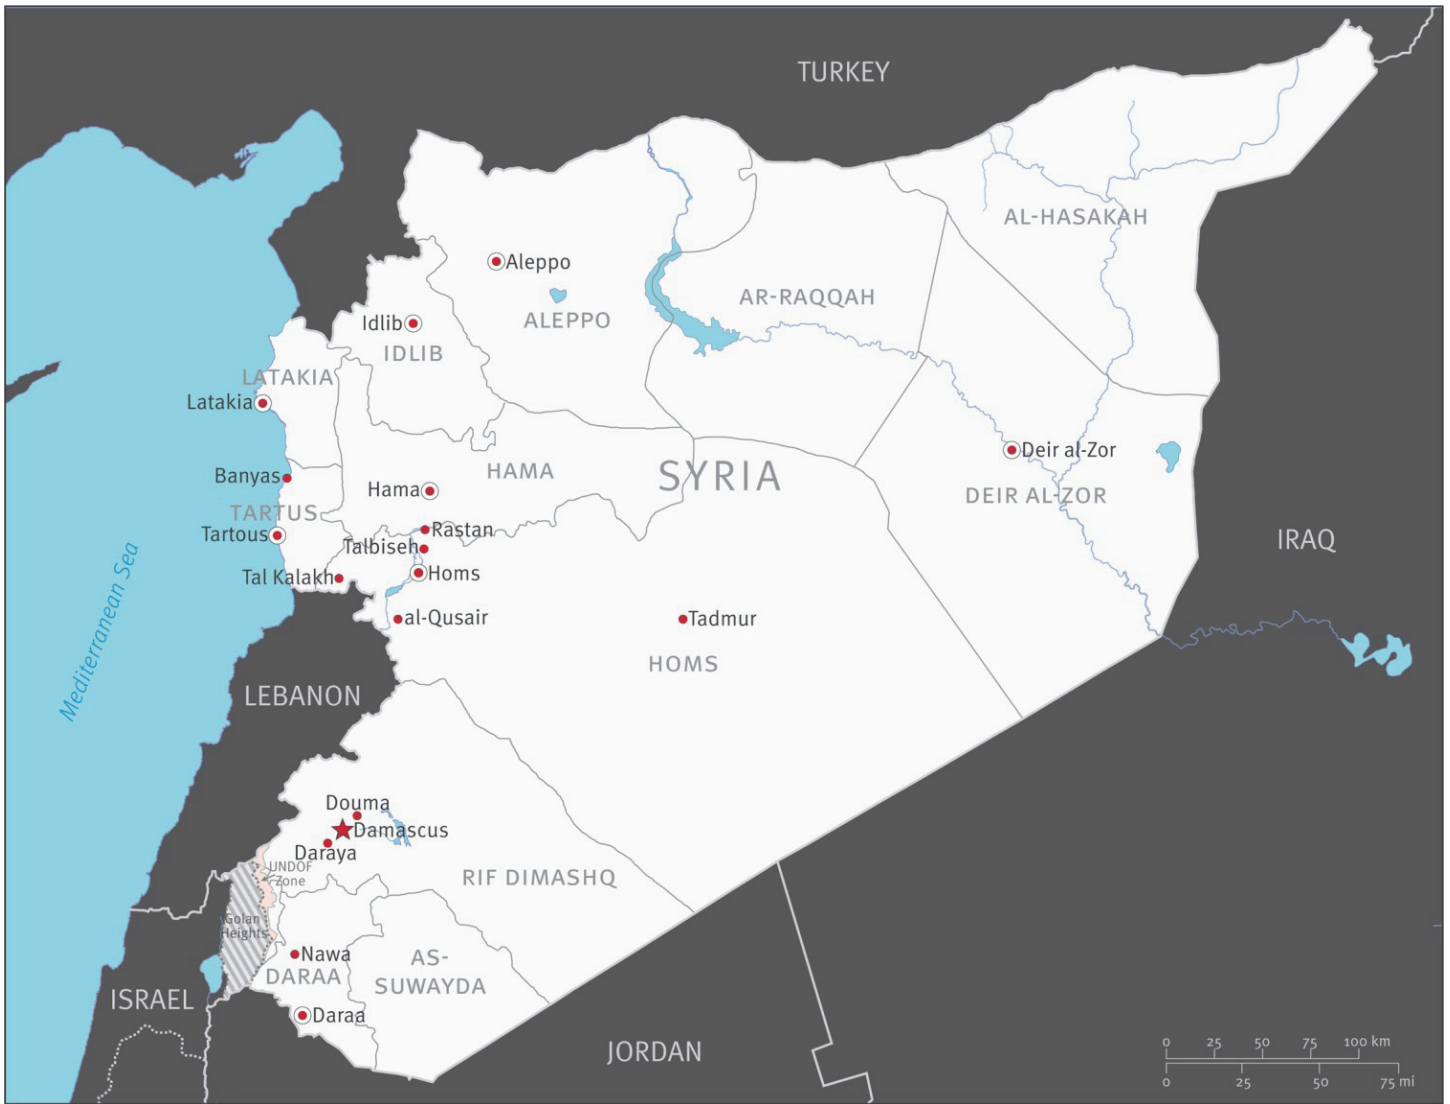 TURKEY
AL-HASAKAH
Aleppo
AR-RAQQAH
ALEPPO
Idlib
IDLIB
LATAKIA
Latakia
Deir al-Zor
HAMA
SYRIA
Banyas
Hama
DEIR AL-ZOR
TARTUS
Rastan
Tartous
Talbiseh
IRAQ
Homs
Tal Kalakh
al-Qusair
Tadmur
Mediterranean Sea
HOMS
LEBANON
Douma
Damascus
Daraya
UNDOF
Zone
RIF DIMASHQ
Golan
Heights
Nawa
AS-
SUWAYDA
DARAA
ISRAEL
Daraa
JORDAN
0 25 50 75 100 km
0 25 50 75 mi